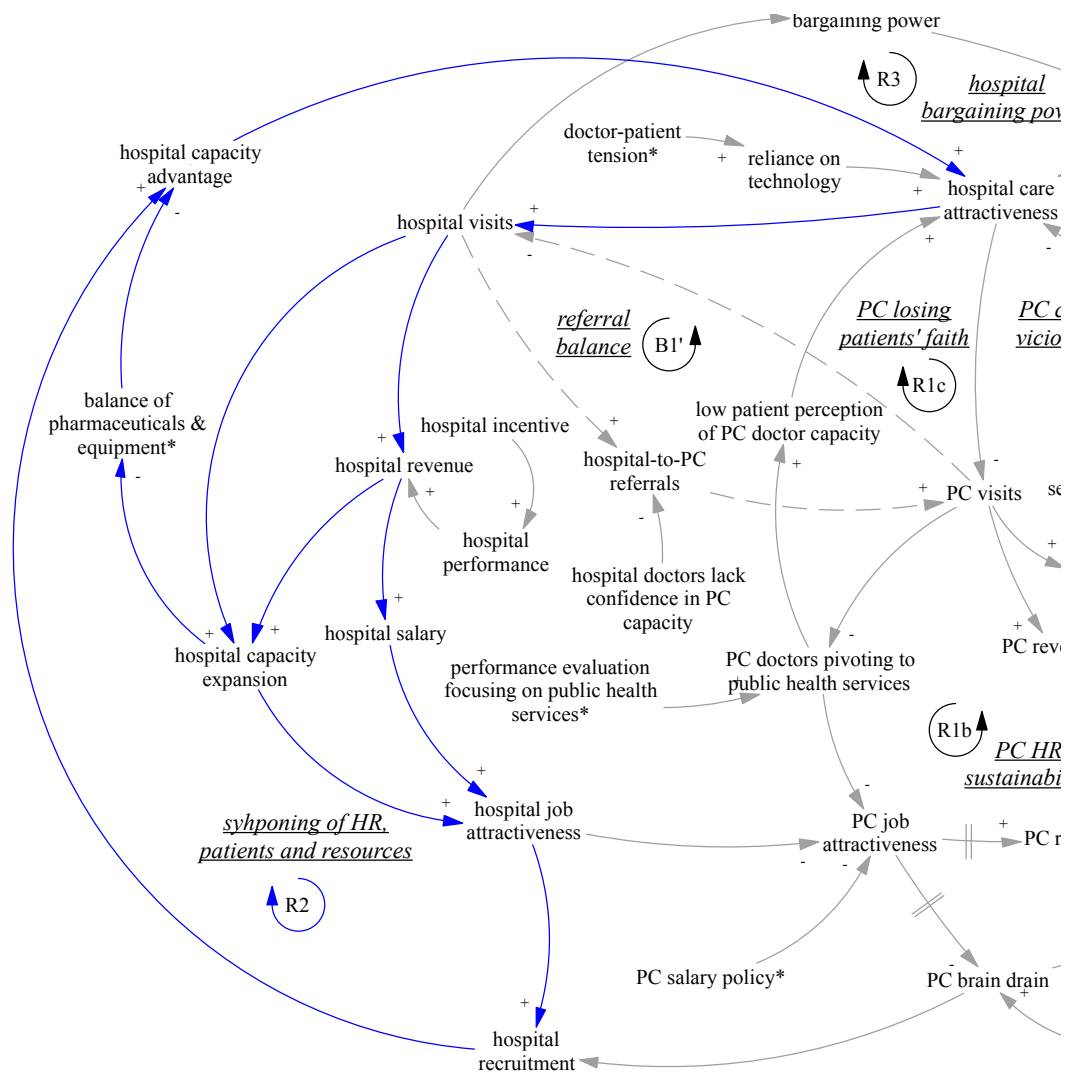 bargaining power
R3
hospital
bargaining pow
doctor-patient
tension*
+
reliance on
technology
+
+
hospital capacity
advantage
+
-
hospital care
attractiveness
+
-
hospital visits
+
-
PC losing
patients' faith
R1c
PC c
vicio
referral
balance
B1'
balance of
pharmaceuticals &
equipment*
-
hospital incentive
low patient perception
of PC doctor capacity
+
+
hospital revenue
+
+
hospital-to-PC
referrals
+
-
-
PC visits
+
se
+
hospital
performance
hospital doctors lack
confidence in PC
capacity
+
hospital salary
+
+
hospital capacity
expansion
performance evaluation
focusing on public health
services*
+
-
PC doctors pivoting to
public health services
+
PC reve
R1b
PC HR
sustainabi
+
+
hospital job
attractiveness
-
PC job
attractiveness
-
-
+
PC r
syhponing of HR,
patients and resources
R2
PC salary policy*
-
PC brain drain
+
+
hospital
recruitment